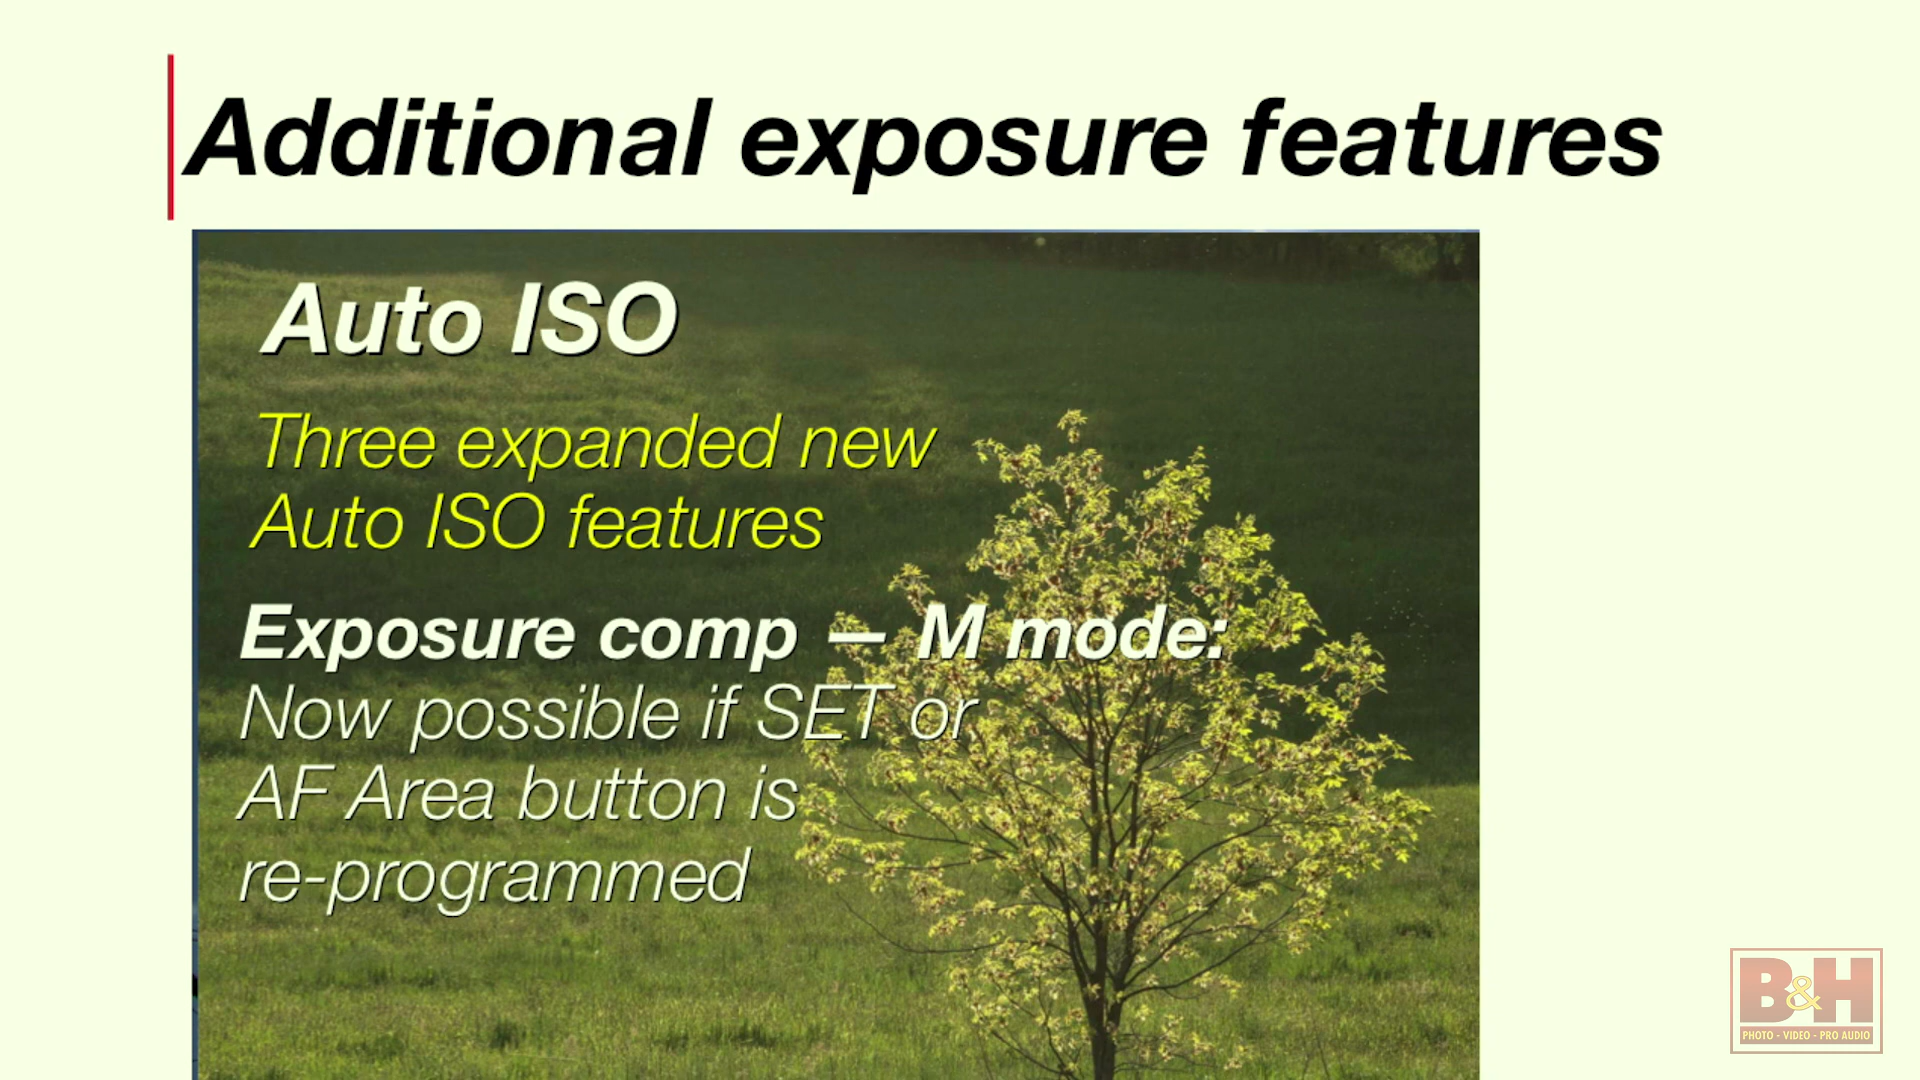 Additional exposure features
Auto ISO
Three expanded new
Auto ISO features
Exposure comp — M mode:
Now possible if SET or
AF Area button is
re-programmed
B&H
PHOTO - VIDEO - PRO AUDIO